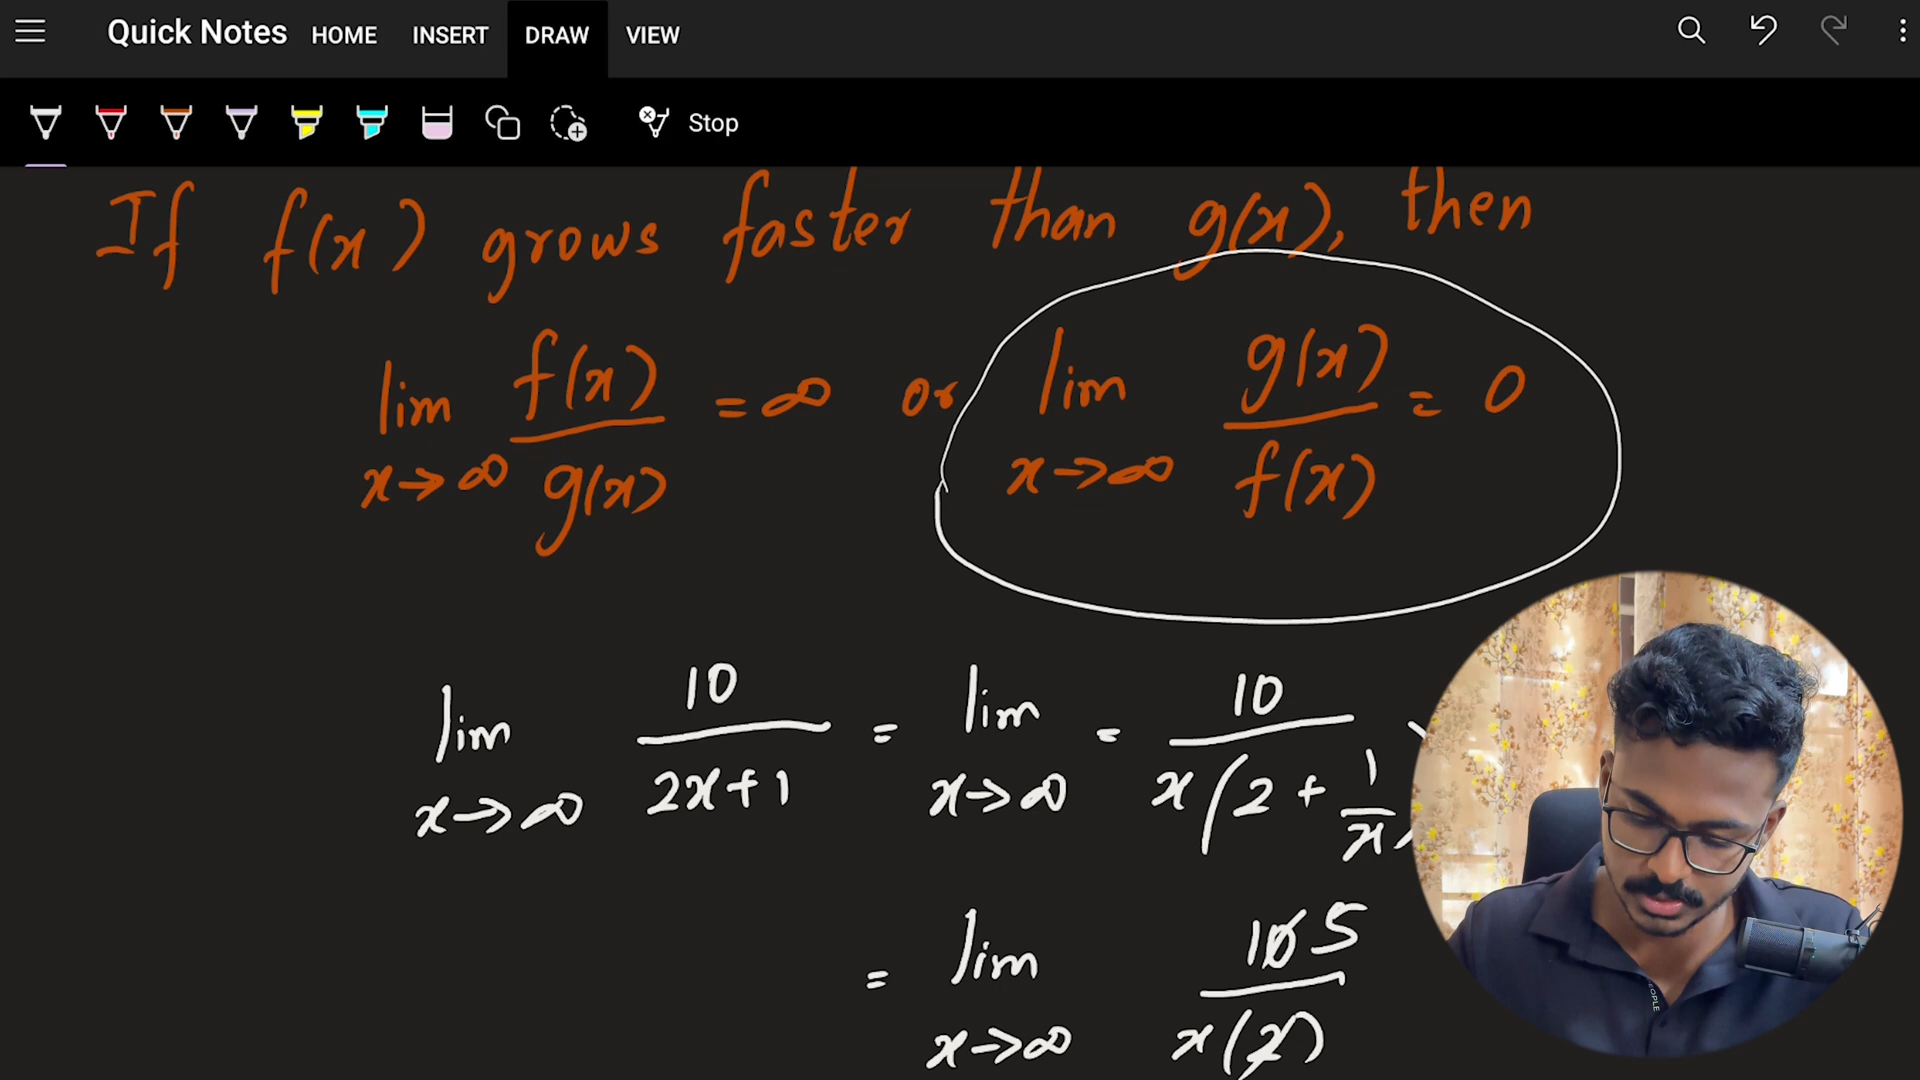 Quick Notes HOME INSERT DRAW VIEW
Stop
If f(x) grows faster than g(x), then
lim x→∞ f(x)/g(x) = ∞ or lim x→∞ g(x)/f(x) = 0
lim x→∞ 10/(2x+1) = lim x→∞ = 10/x(2 + 1/x)
= lim x→∞ 10 5/x(2)